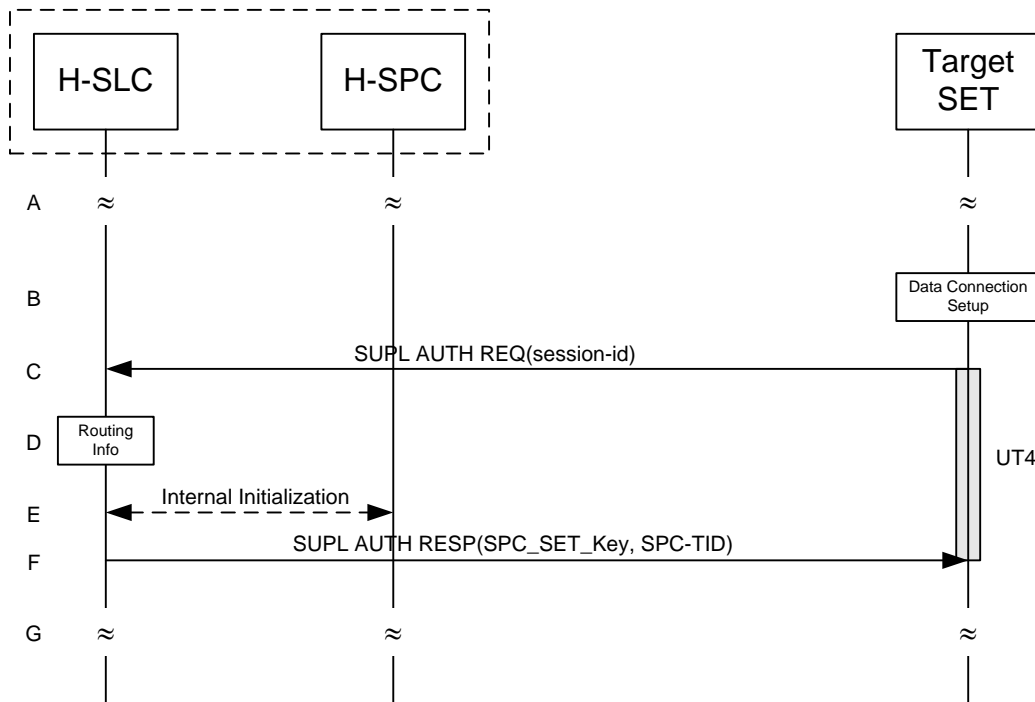 H-SLC
H-SPC
Target
SET
A
≈ ≈ ≈
B
Data Connection
Setup
SUPL AUTH REQ(session-id)
C
D
Routing
Info
UT4
Internal Initialization
E
SUPL AUTH RESP(SPC_SET_Key, SPC-TID)
F
G
≈ ≈ ≈